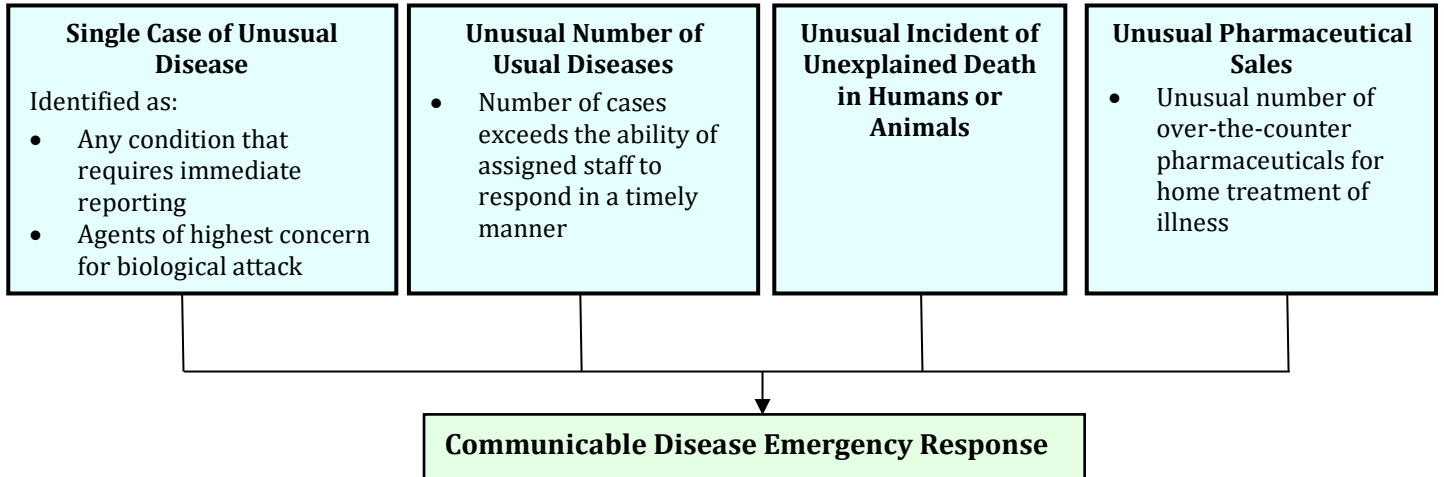 Single Case of Unusual
Disease
Identified as:
• Any condition that
requires immediate
reporting
• Agents of highest concern
for biological attack
Unusual Number of
Usual Diseases
• Number of cases
exceeds the ability of
assigned staff to
respond in a timely
manner
Unusual Incident of
Unexplained Death
in Humans or
Animals
Unusual Pharmaceutical
Sales
• Unusual number of
over-the-counter
pharmaceuticals for
home treatment of
illness
Communicable Disease Emergency Response